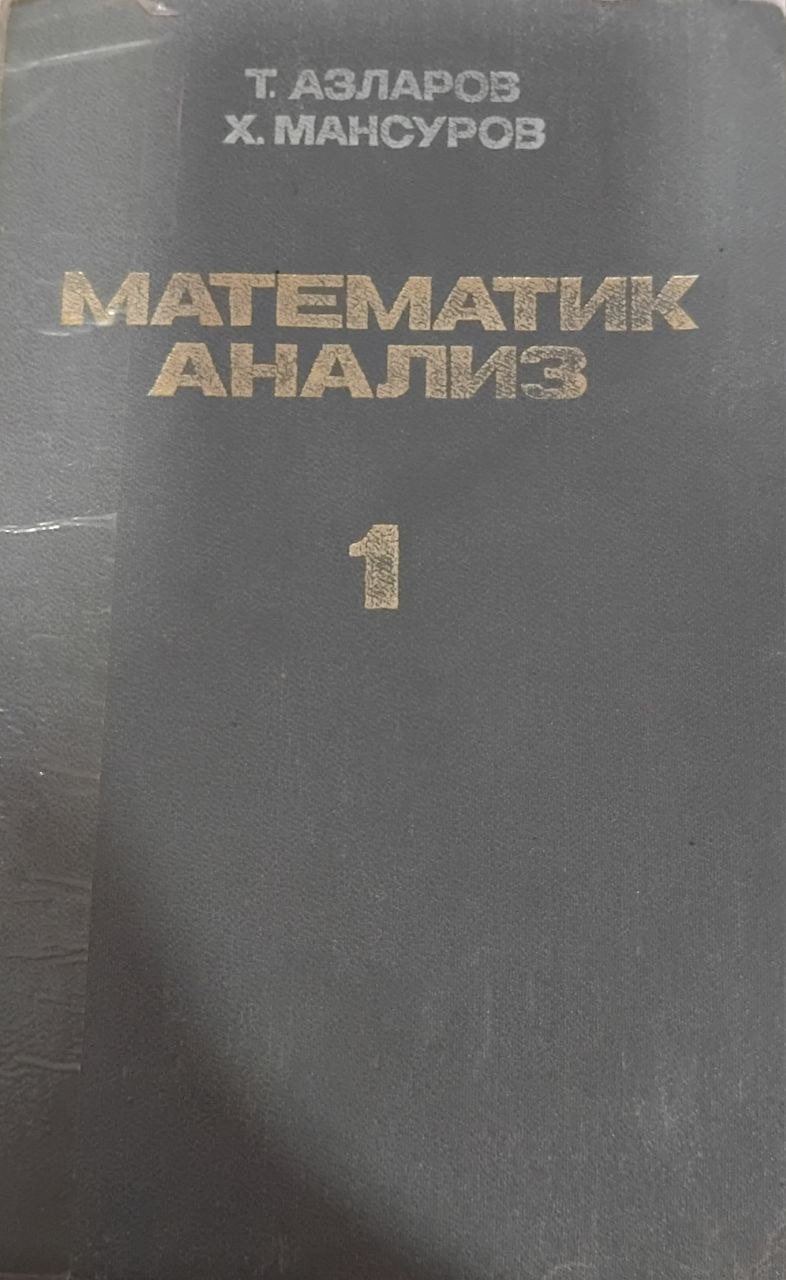 Т. АЗЛАРОВ
Х. МАНСУРОВ
МАТЕМАТИК
АНАЛИЗ
1